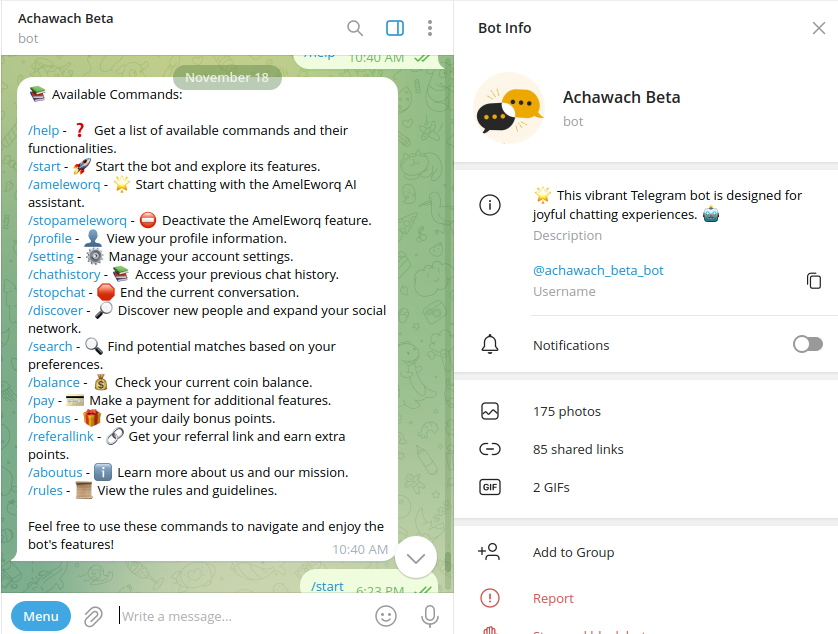 Achawach Beta
bot
/help
10:40 AM
November 18
📚 Available Commands:
/help - ❓ Get a list of available commands and their
functionalities.
/start - 🚀 Start the bot and explore its features.
/ameleworq - 🌟 Start chatting with the AmelEworq AI
assistant.
/stopameleworq - ⛔ Deactivate the AmelEworq feature.
/profile - 👤 View your profile information.
/setting - ⚙️ Manage your account settings.
/chathistory - 📚 Access your previous chat history.
/stopchat - 🛑 End the current conversation.
/discover - 🔎 Discover new people and expand your social
network.
/search - 🔍 Find potential matches based on your
preferences.
/balance - 💰 Check your current coin balance.
/pay - 💳 Make a payment for additional features.
/bonus - 🎁 Get your daily bonus points.
/referallink - 🔗 Get your referral link and earn extra
points.
/aboutus - ℹ️ Learn more about us and our mission.
/rules - 📜 View the rules and guidelines.
Feel free to use these commands to navigate and enjoy the
bot's features!
10:40 AM
/start
6:23 PM
Menu
Write a message...
Bot Info
Achawach Beta
bot
🌟 This vibrant Telegram bot is designed for
joyful chatting experiences. 🤖
Description
@achawach_beta_bot
Username
Notifications
175 photos
85 shared links
GIF
2 GIFs
Add to Group
Report